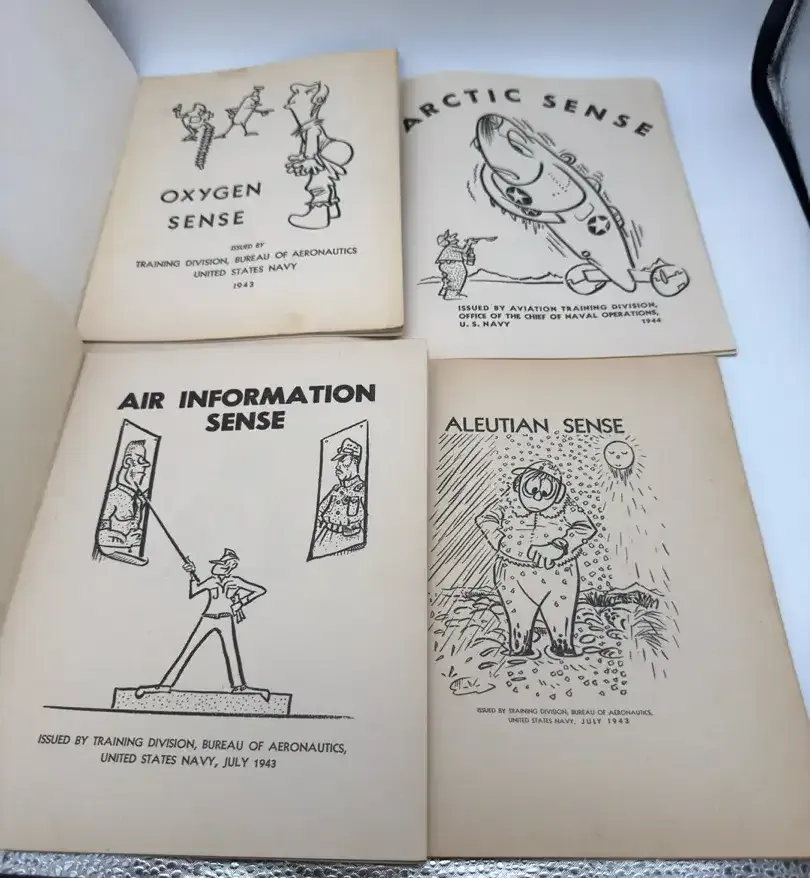 OXYGEN
SENSE
ISSUED BY
TRAINING DIVISION, BUREAU OF AERONAUTICS
UNITED STATES NAVY
1943
ARCTIC SENSE
ISSUED BY AVIATION TRAINING DIVISION,
OFFICE OF THE CHIEF OF NAVAL OPERATIONS,
U. S. NAVY 1944
AIR INFORMATION
SENSE
ISSUED BY TRAINING DIVISION, BUREAU OF AERONAUTICS,
UNITED STATES NAVY, JULY 1943
ALEUTIAN SENSE
ISSUED BY TRAINING DIVISION, BUREAU OF AERONAUTICS,
UNITED STATES NAVY, JULY 1943